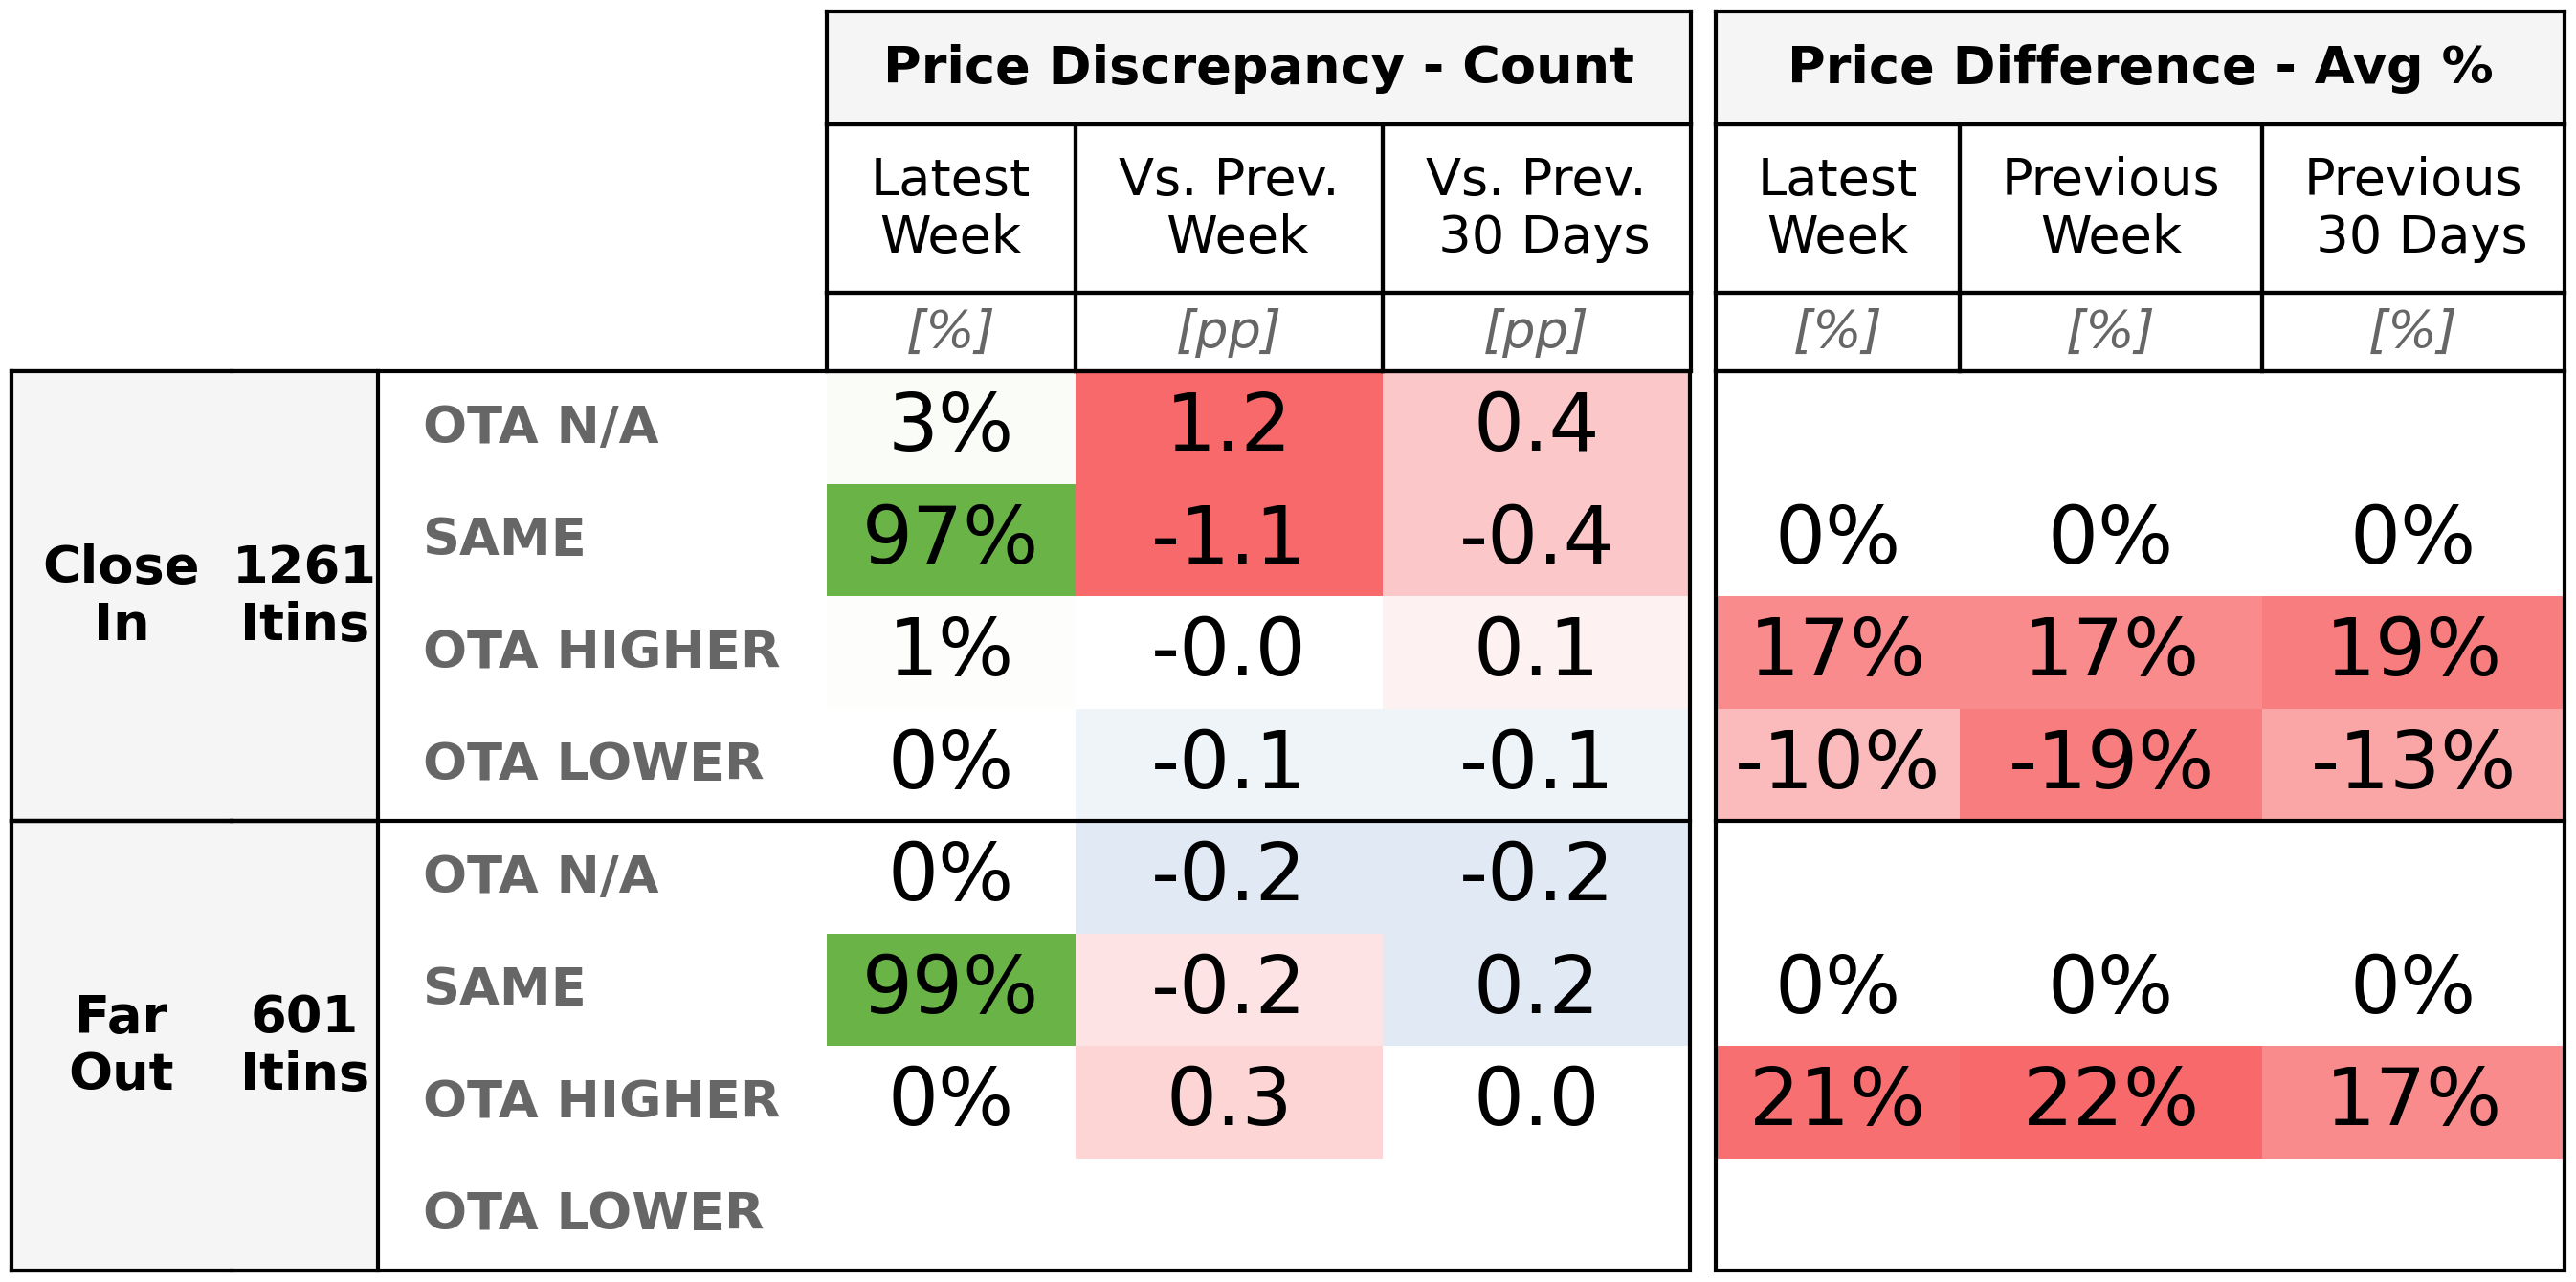 Price Discrepancy - Count Price Difference - Avg %
Latest Week Vs. Prev. Week Vs. Prev. 30 Days Latest Week Previous Week Previous 30 Days
[%] [pp] [pp] [%] [%] [%]
Close In 1261 Itins
OTA N/A 3% 1.2 0.4
SAME 97% -1.1 -0.4 0% 0% 0%
OTA HIGHER 1% -0.0 0.1 17% 17% 19%
OTA LOWER 0% -0.1 -0.1 -10% -19% -13%
Far Out 601 Itins
OTA N/A 0% -0.2 -0.2
SAME 99% -0.2 0.2 0% 0% 0%
OTA HIGHER 0% 0.3 0.0 21% 22% 17%
OTA LOWER